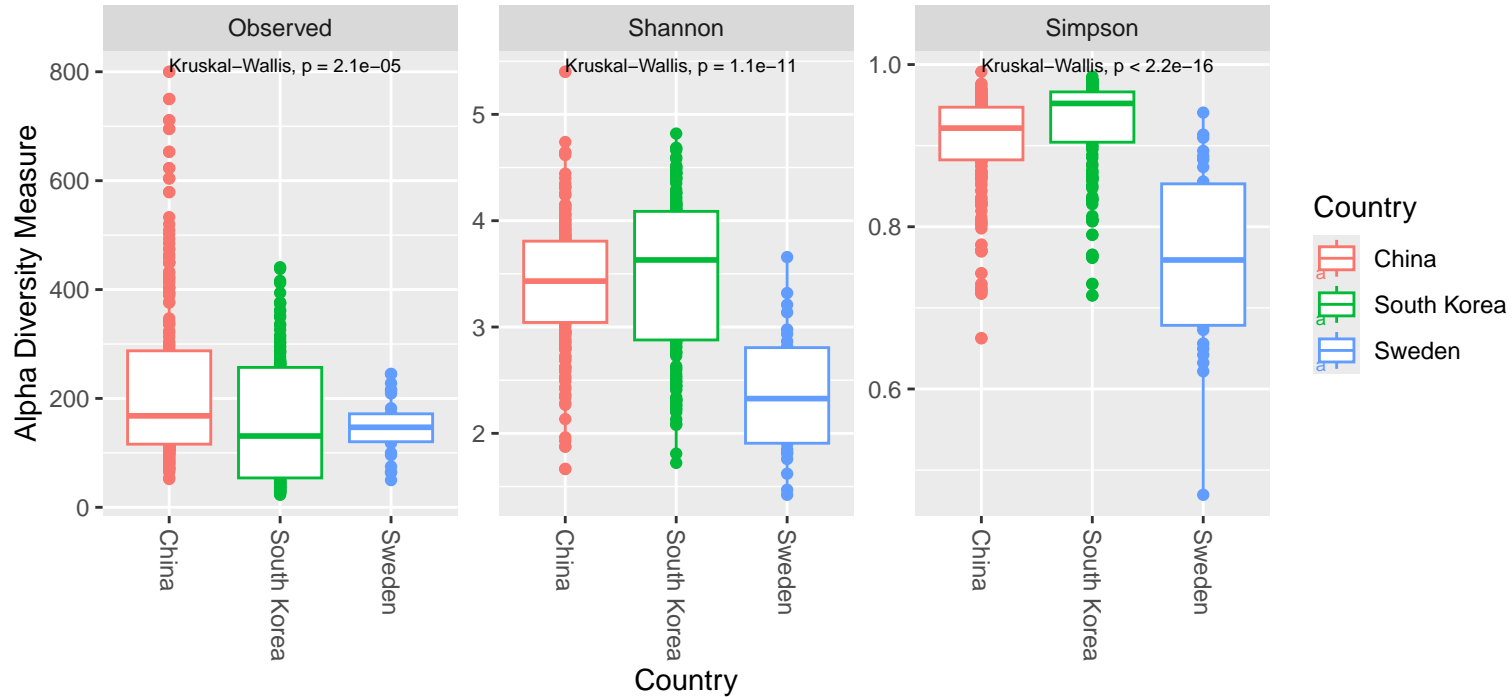 Observed
Shannon
Simpson
Kruskal−Wallis, p = 2.1e−05
Kruskal−Wallis, p = 1.1e−11
Kruskal−Wallis, p < 2.2e−16
Alpha Diversity Measure
800
600
400
200
0
5
4
3
2
1.0
0.8
0.6
China
South Korea
Sweden
China
South Korea
Sweden
China
South Korea
Sweden
Country
Country
a China
a South Korea
a Sweden